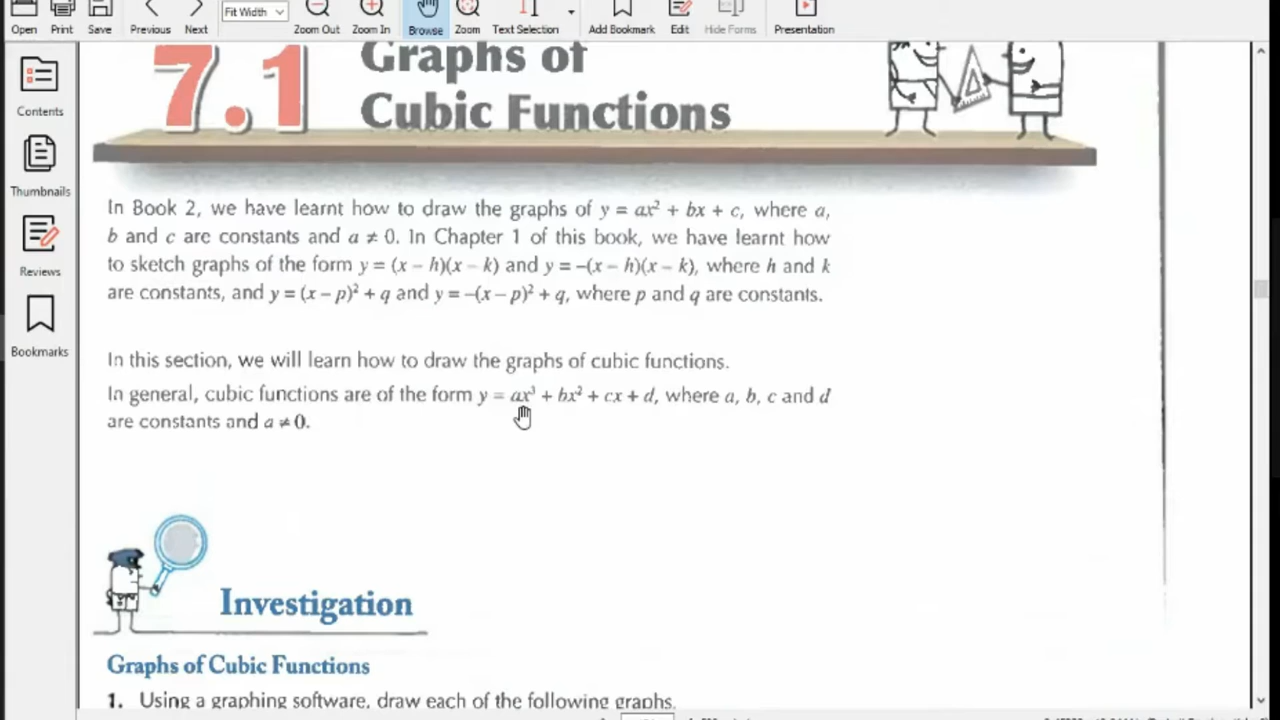 Open Print Save Previous Next Fit Width Zoom Out Zoom In Browse Zoom Text Selection Add Bookmark Edit Hide Forms Presentation
Contents
Thumbnails
Reviews
Bookmarks
7.1
Graphs of
Cubic Functions
In Book 2, we have learnt how to draw the graphs of y = ax² + bx + c, where a,
b and c are constants and a ≠ 0. In Chapter 1 of this book, we have learnt how
to sketch graphs of the form y = (x – h)(x – k) and y = –(x – h)(x – k), where h and k
are constants, and y = (x – p)² + q and y = –(x – p)² + q, where p and q are constants.
In this section, we will learn how to draw the graphs of cubic functions.
In general, cubic functions are of the form y = ax³ + bx² + cx + d, where a, b, c and d
are constants and a ≠ 0.
Investigation
Graphs of Cubic Functions
1. Using a graphing software, draw each of the following graphs.